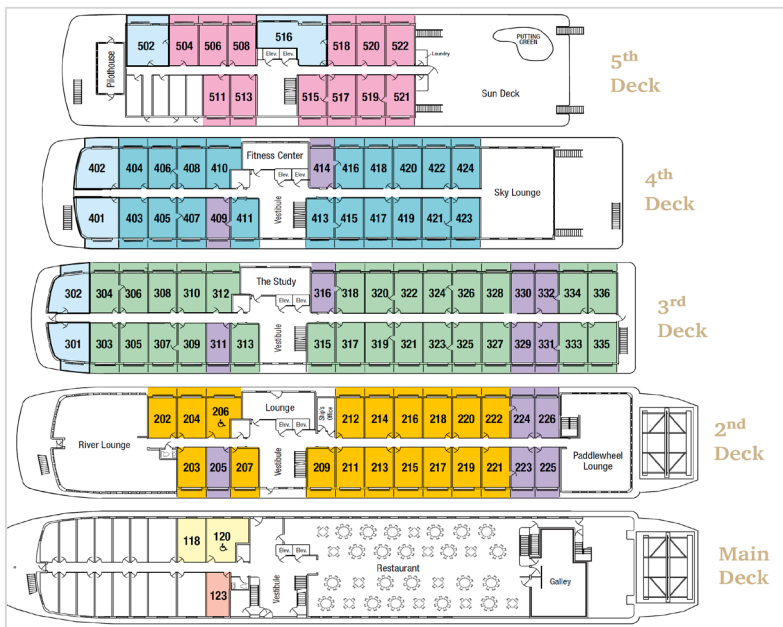 502 504 506 508 516 518 520 522
Elev. Elev.
Laundry
PUTTING
GREEN
Pilothouse
Sun Deck
511 513 515 517 519 521
5th
Deck
402 404 406 408 410 Fitness Center 414 416 418 420 422 424
Elev. Elev.
Sky Lounge
Vestibule
401 403 405 407 409 411 413 415 417 419 421 423
4th
Deck
302 304 306 308 310 312 The Study 316 318 320 322 324 326 328 330 332 334 336
Elev. Elev.
Vestibule
301 303 305 307 309 311 313 315 317 319 321 323 325 327 329 331 333 335
3rd
Deck
202 204 206 Lounge Ship's Office 212 214 216 218 220 222 224 226
Elev. Elev.
River Lounge
Paddlewheel
Lounge
Vestibule
203 205 207 209 211 213 215 217 219 221 223 225
2nd
Deck
118 120
Elev. Elev.
Restaurant
Galley
Vestibule
123
Main
Deck